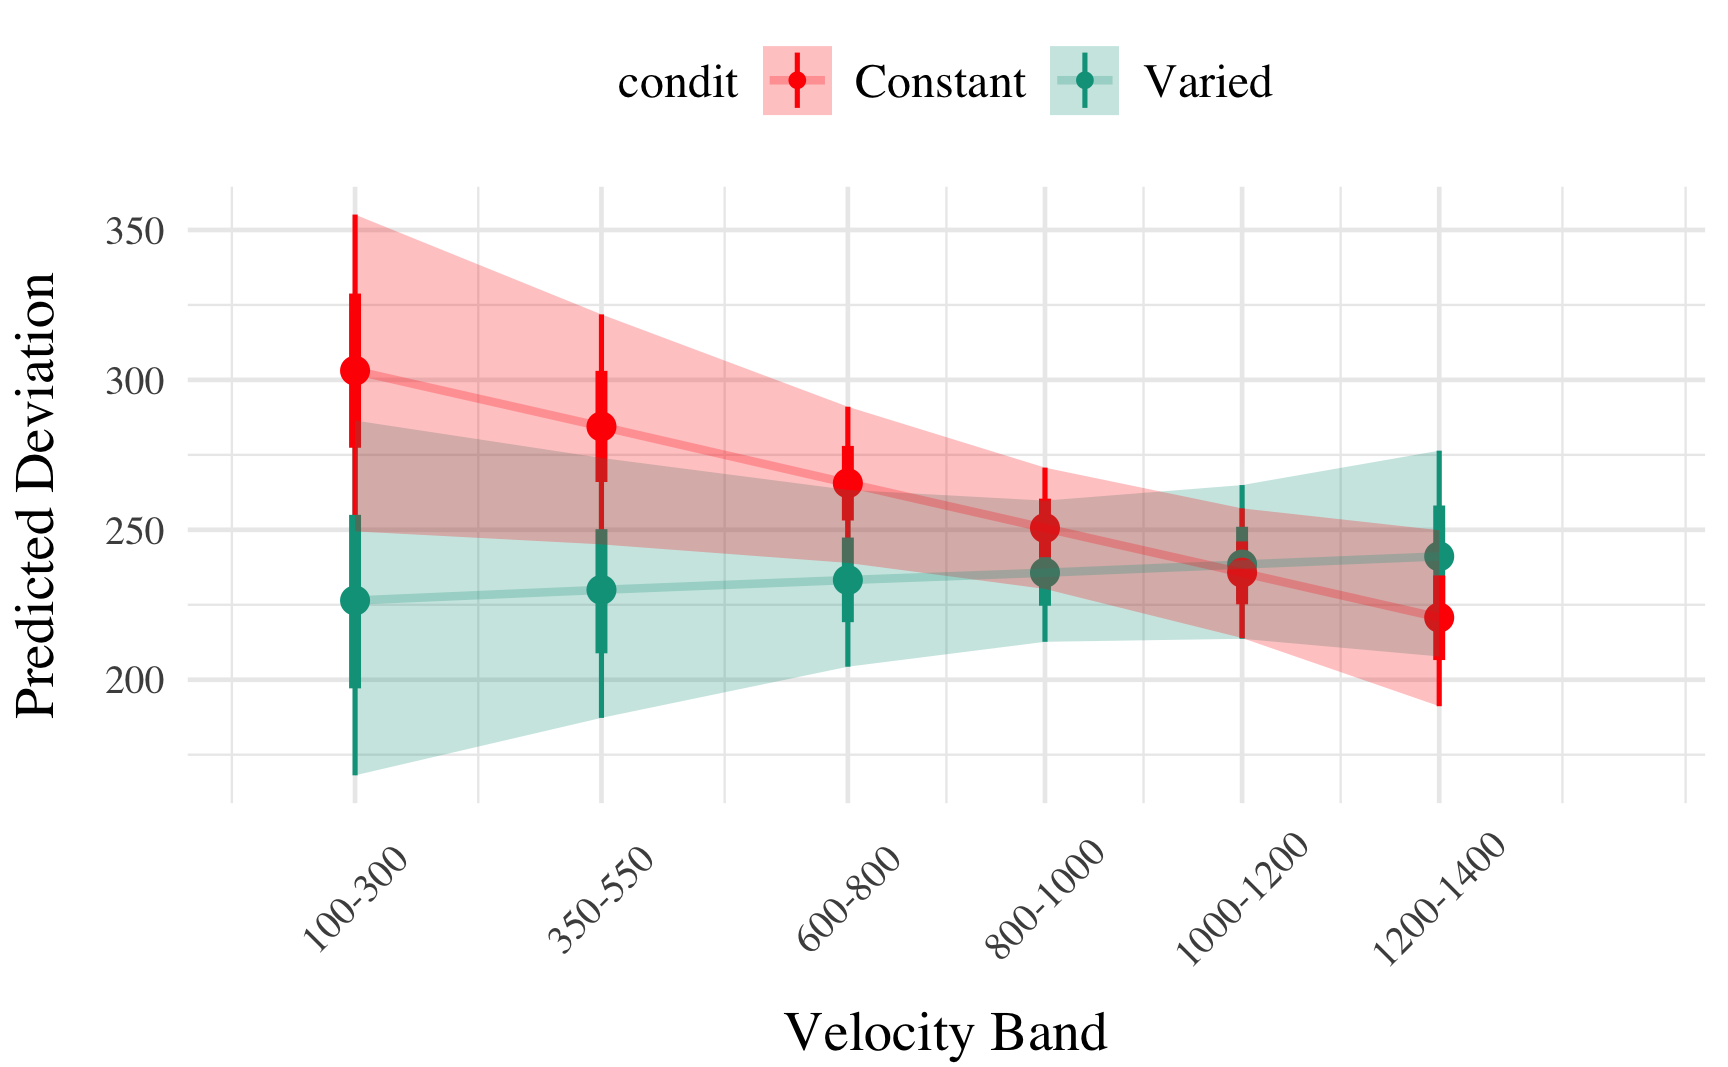 condit Constant Varied
Predicted Deviation
350
300
250
200
100-300 350-550 600-800 800-1000 1000-1200 1200-1400
Velocity Band